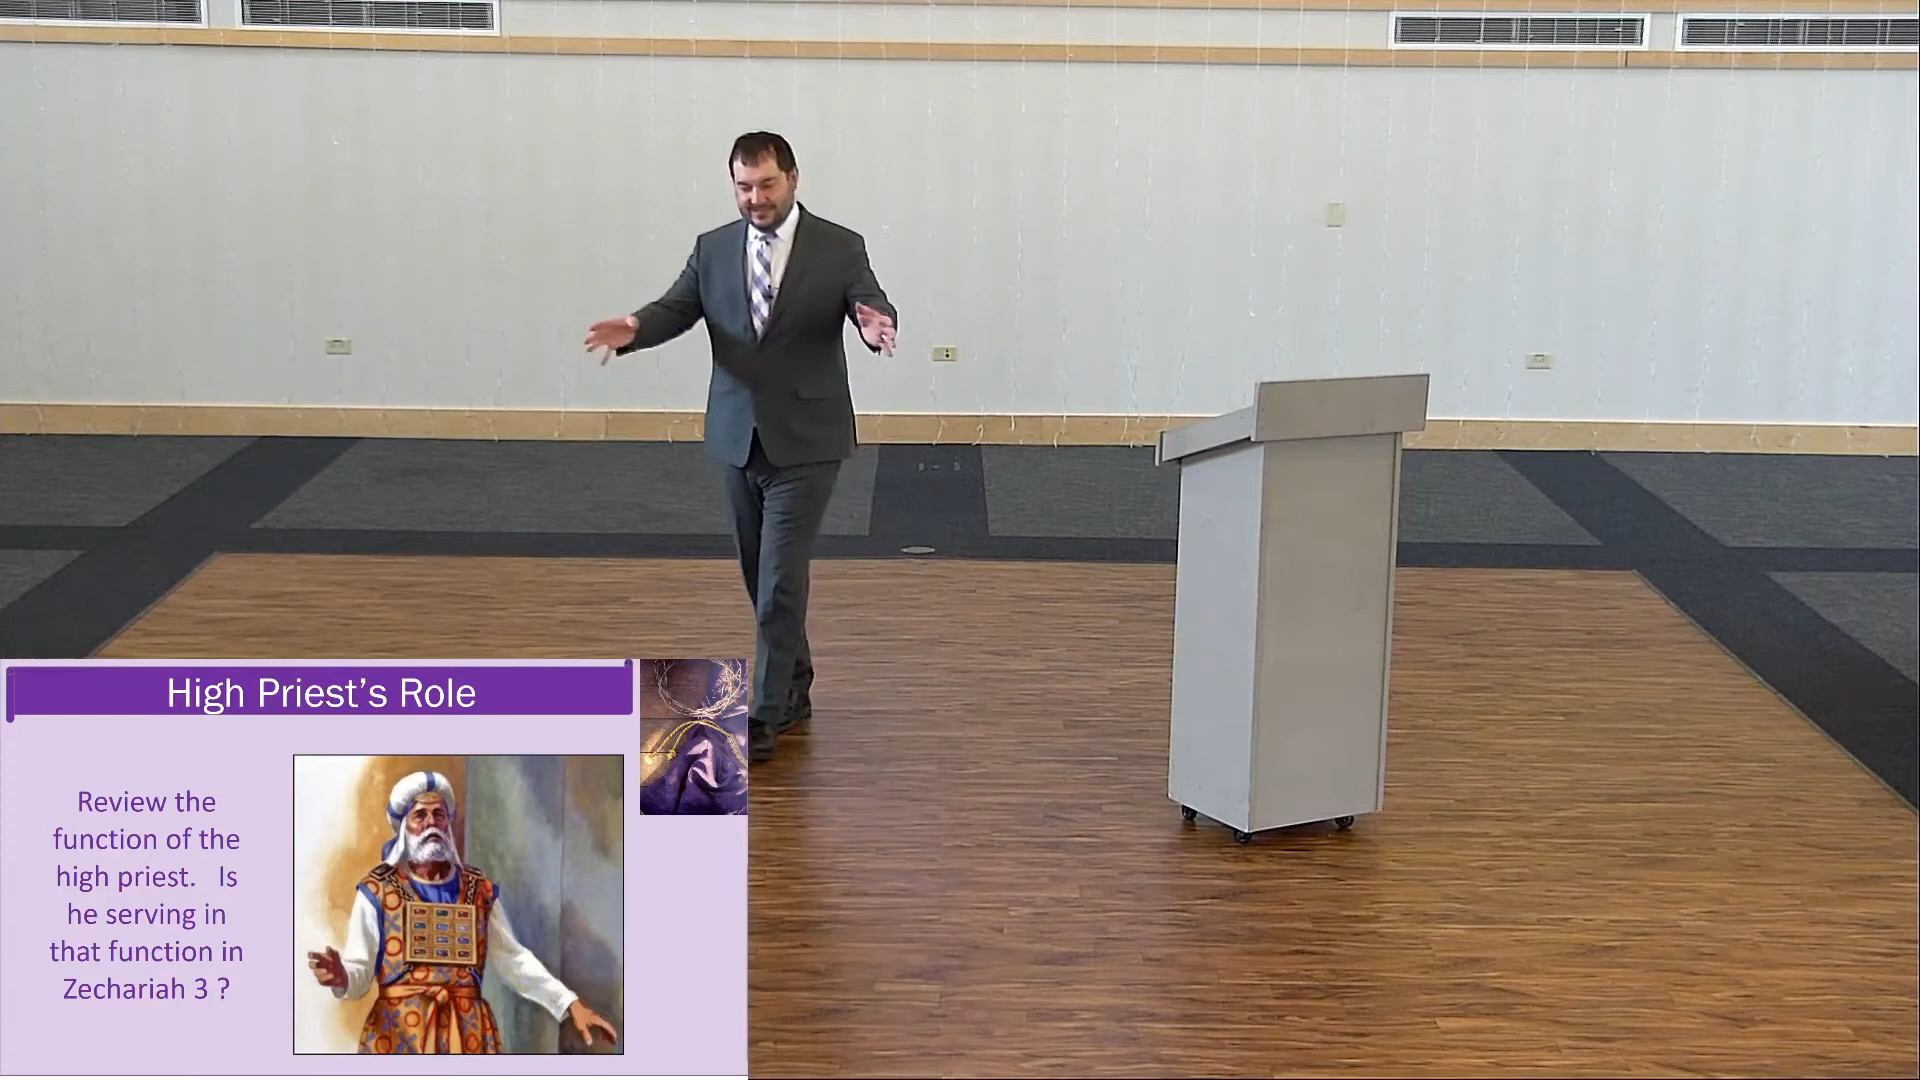 High Priest's Role
Review the
function of the
high priest.   Is
he serving in
that function in
Zechariah 3 ?